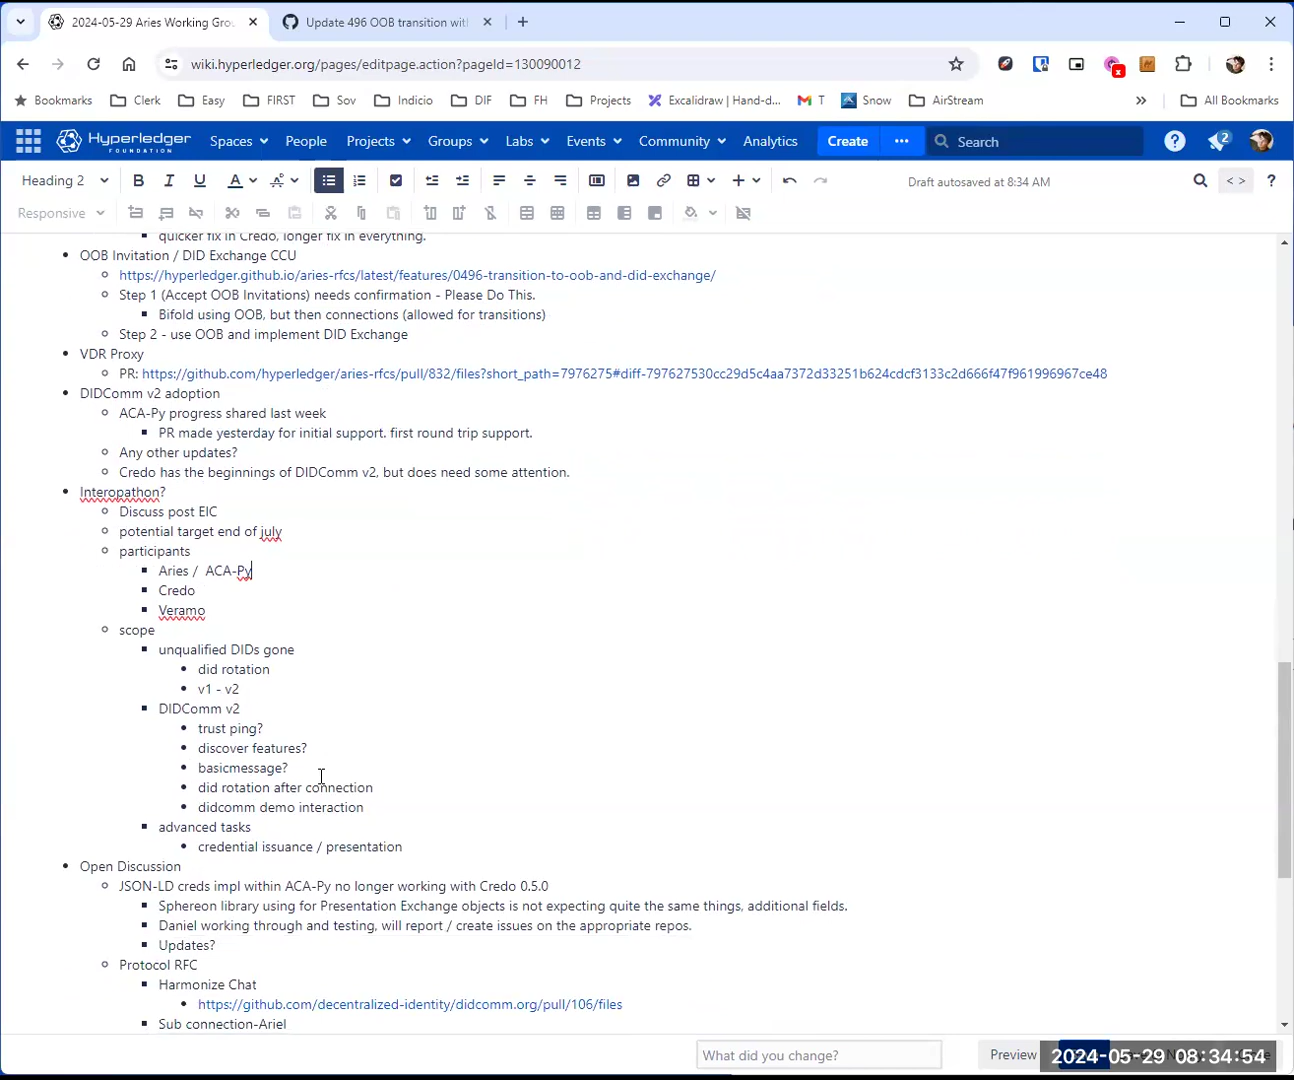 2024-05-29 Aries Working Gro
Update 496 OOB transition wit
wiki.hyperledger.org/pages/editpage.action?pageId=130090012
Bookmarks Clerk Easy FIRST Sov Indicio DIF FH Projects Excalidraw | Hand-d... T Snow AirStream » All Bookmarks
HYPERLEDGER FOUNDATION Spaces People Projects Groups Labs Events Community Analytics Create ••• Search 2
Heading 2 B I U A Draft autosaved at 8:34 AM < > ?
Responsive
quicker fix in Credo, longer fix in everything.
OOB Invitation / DID Exchange CCU
https://hyperledger.github.io/aries-rfcs/latest/features/0496-transition-to-oob-and-did-exchange/
Step 1 (Accept OOB Invitations) needs confirmation - Please Do This.
Bifold using OOB, but then connections (allowed for transitions)
Step 2 - use OOB and implement DID Exchange
VDR Proxy
PR: https://github.com/hyperledger/aries-rfcs/pull/832/files?short_path=7976275#diff-797627530cc29d5c4aa7372d33251b624cdcf3133c2d666f47f961996967ce48
DIDComm v2 adoption
ACA-Py progress shared last week
PR made yesterday for initial support. first round trip support.
Any other updates?
Credo has the beginnings of DIDComm v2, but does need some attention.
Interopathon?
Discuss post EIC
potential target end of july
participants
Aries / ACA-Py
Credo
Veramo
scope
unqualified DIDs gone
did rotation
v1 - v2
DIDComm v2
trust ping?
discover features?
basicmessage?
did rotation after connection
didcomm demo interaction
advanced tasks
credential issuance / presentation
Open Discussion
JSON-LD creds impl within ACA-Py no longer working with Credo 0.5.0
Sphereon library using for Presentation Exchange objects is not expecting quite the same things, additional fields.
Daniel working through and testing, will report / create issues on the appropriate repos.
Updates?
Protocol RFC
Harmonize Chat
https://github.com/decentralized-identity/didcomm.org/pull/106/files
Sub connection-Ariel
What did you change? Preview
2024-05-29 08:34:54